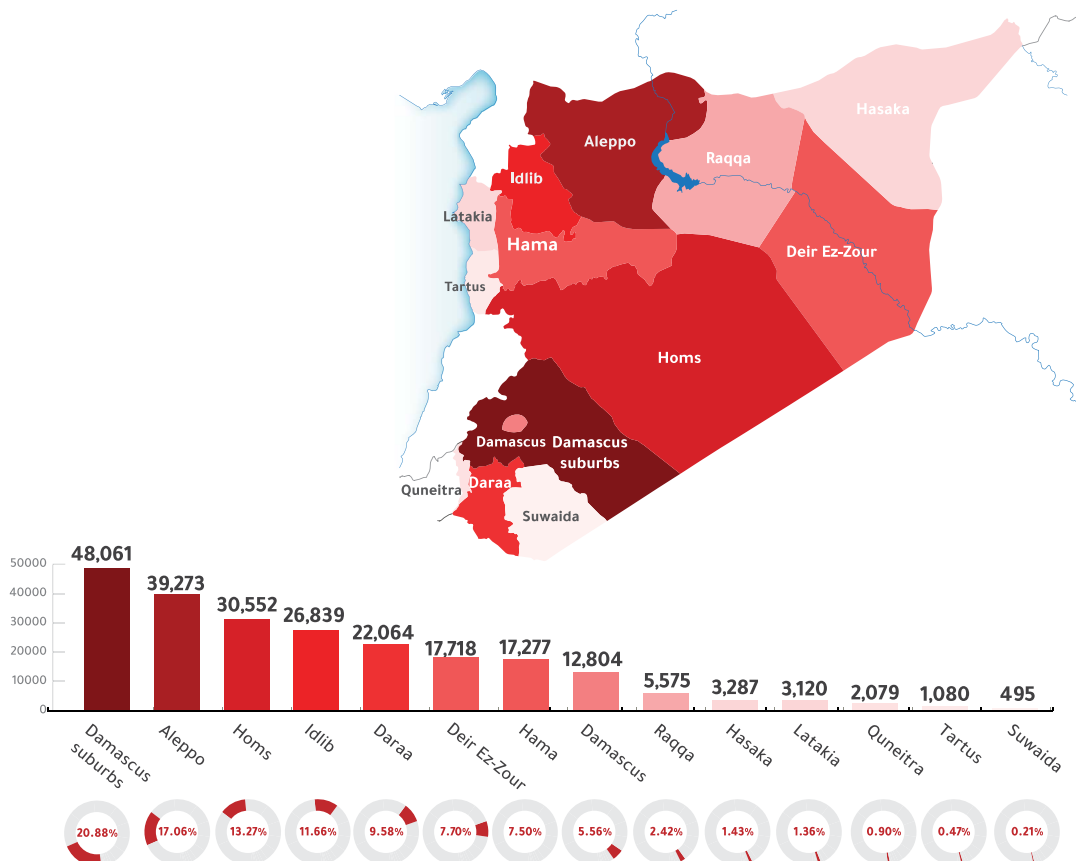 Hasaka
Aleppo
Raqqa
Idlib
Latakia
Hama
Deir Ez-Zour
Tartus
Homs
Damascus
Damascus
suburbs
Daraa
Quneitra
Suwaida
50000
40000
30000
20000
10000
0
48,061
39,273
30,552
26,839
22,064
17,718
17,277
12,804
5,575
3,287
3,120
2,079
1,080
495
Damascus
suburbs
Aleppo
Homs
Idlib
Daraa
Deir Ez-Zour
Hama
Damascus
Raqqa
Hasaka
Latakia
Quneitra
Tartus
Suwaida
20.88%
17.06%
13.27%
11.66%
9.58%
7.70%
7.50%
5.56%
2.42%
1.43%
1.36%
0.90%
0.47%
0.21%